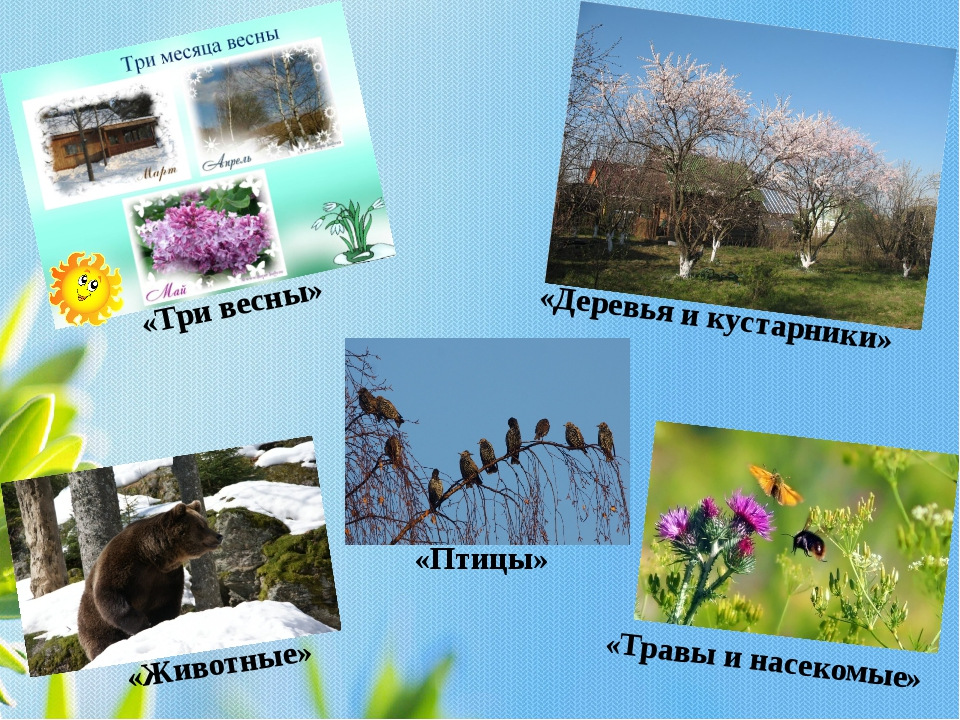 Три месяца весны
Март
Апрель
Май
«Три весны»
«Деревья и кустарники»
«Птицы»
«Животные»
«Травы и насекомые»